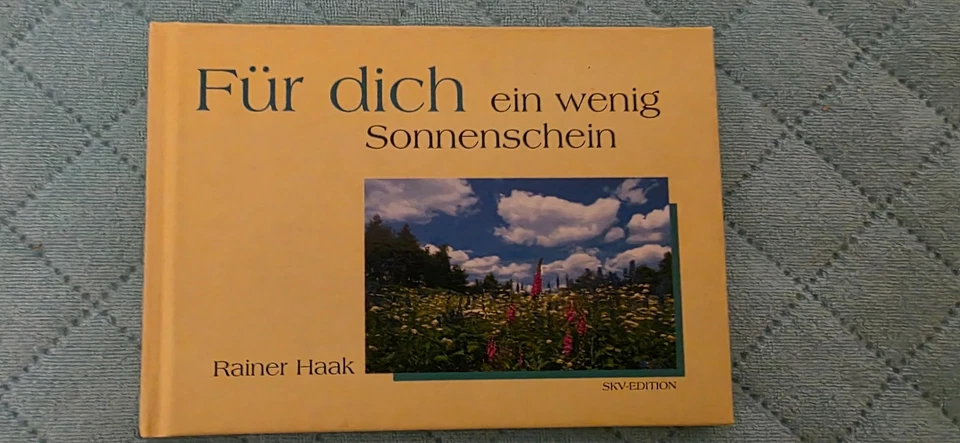 Für dich ein wenig
Sonnenschein
Rainer Haak
SKV-EDITION